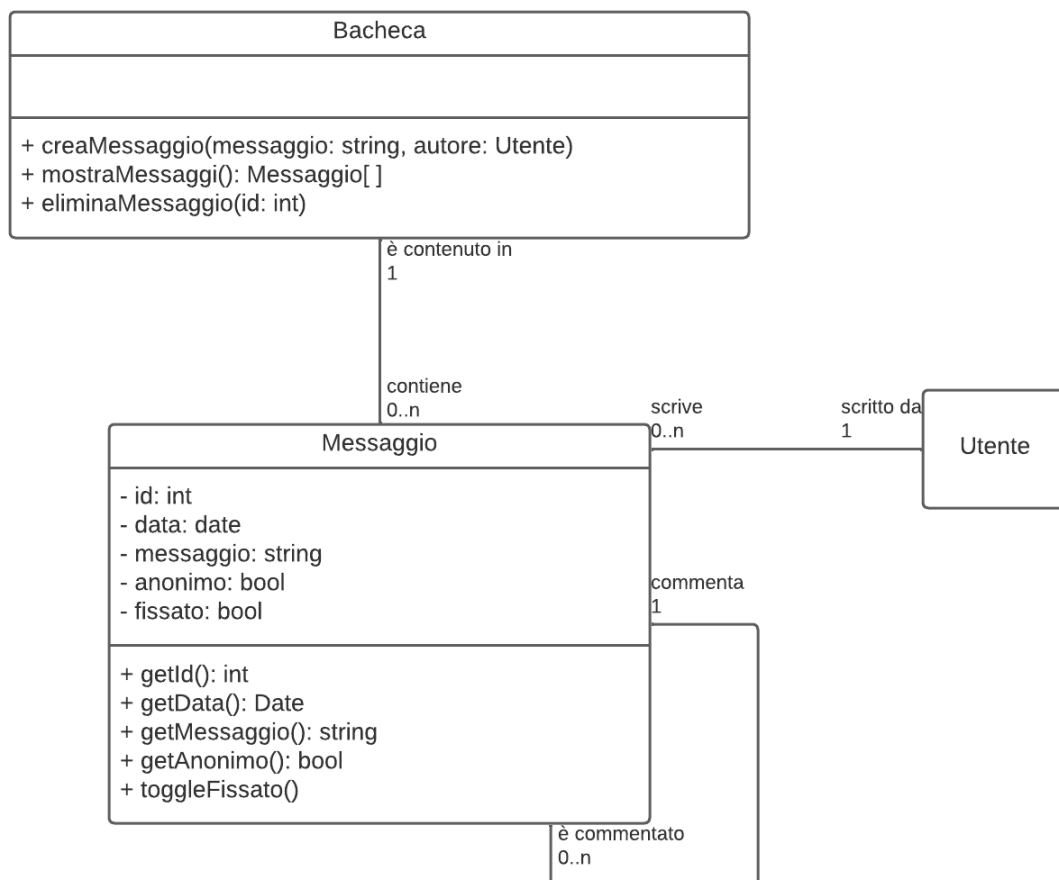 Bacheca
+ creaMessaggio(messaggio: string, autore: Utente)
+ mostraMessaggi(): Messaggio[ ]
+ eliminaMessaggio(id: int)
è contenuto in
1
contiene
0..n
scrive
0..n
scritto da
1
Utente
Messaggio
- id: int
- data: date
- messaggio: string
- anonimo: bool
- fissato: bool
commenta
1
+ getId(): int
+ getData(): Date
+ getMessaggio(): string
+ getAnonimo(): bool
+ toggleFissato()
è commentato
0..n